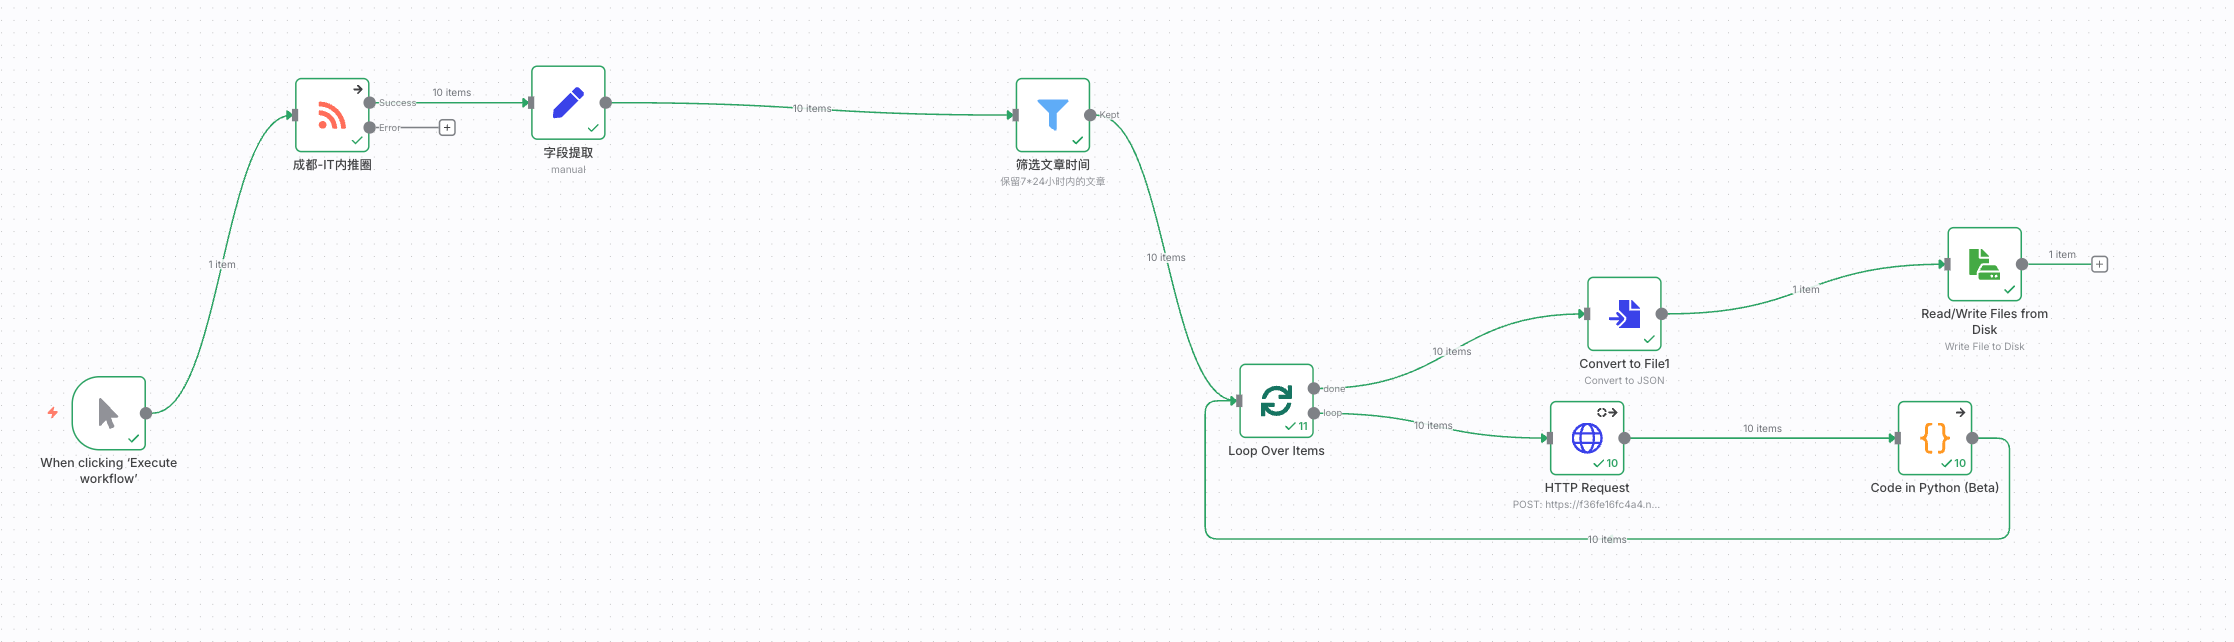 Success
10 items
Error
成都-IT内推圈
字段提取
manual
10 items
Kept
筛选文章时间
保留7*24小时内的文章
1 item
10 items
1 item
Read/Write Files from
Disk
Write File to Disk
1 item
Convert to File1
Convert to JSON
10 items
done
loop
11
Loop Over Items
10 items
10
HTTP Request
POST: https://f36fe16fc4a4.n...
10 items
10
Code in Python (Beta)
10 items
When clicking ‘Execute
workflow’